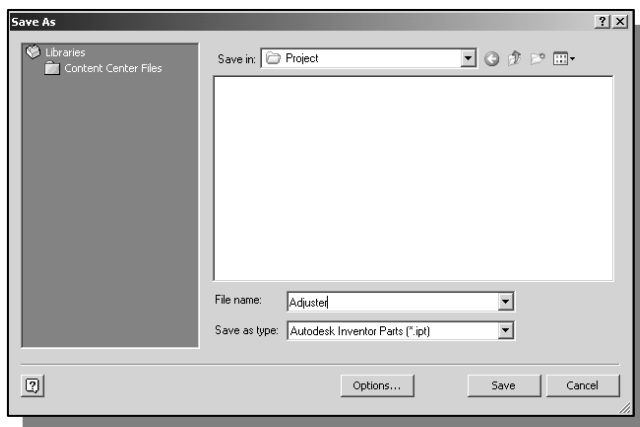 Save As
Libraries
Content Center Files
Save in: Project
File name: Adjuster
Save as type: Autodesk Inventor Parts (*.ipt)
Options... Save Cancel